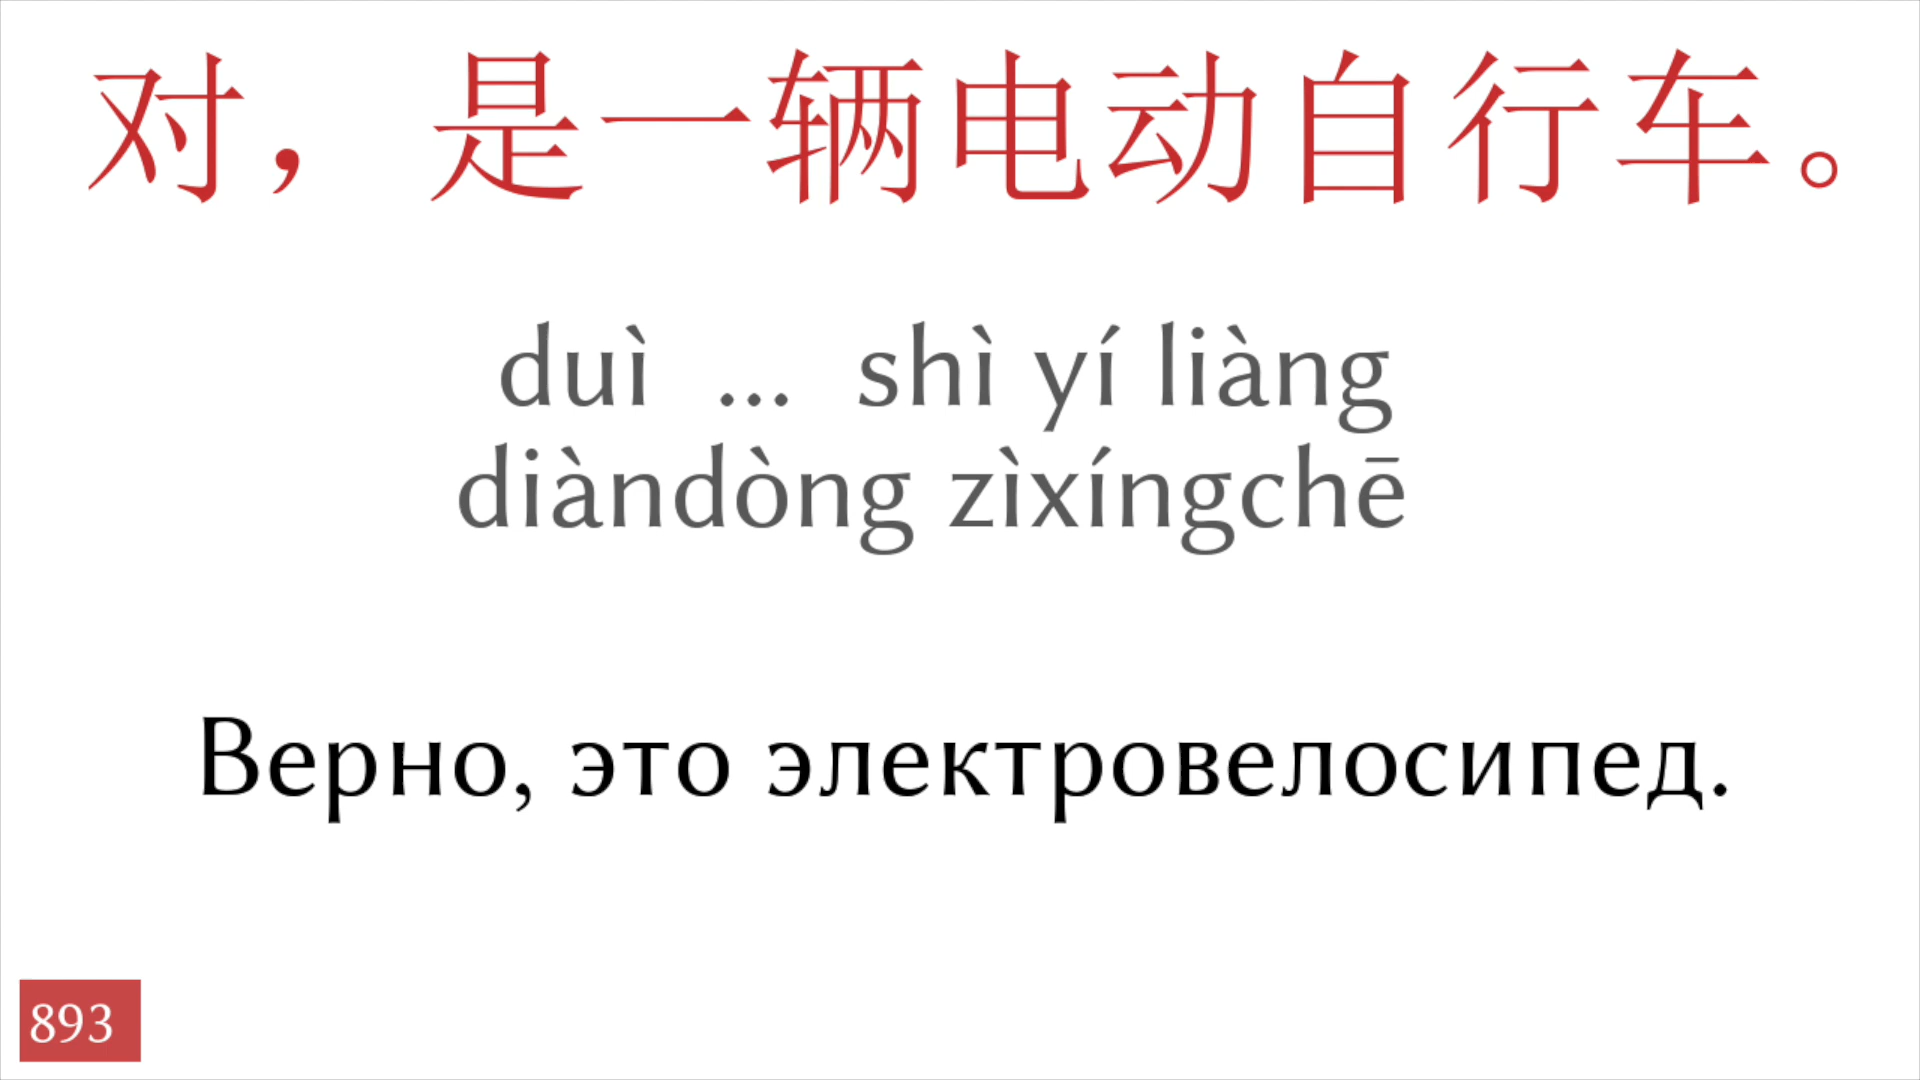 对，是一辆电动自行车。
duì ... shì yí liàng
diàndòng zìxíngchē
Верно, это электровелосипед.
893